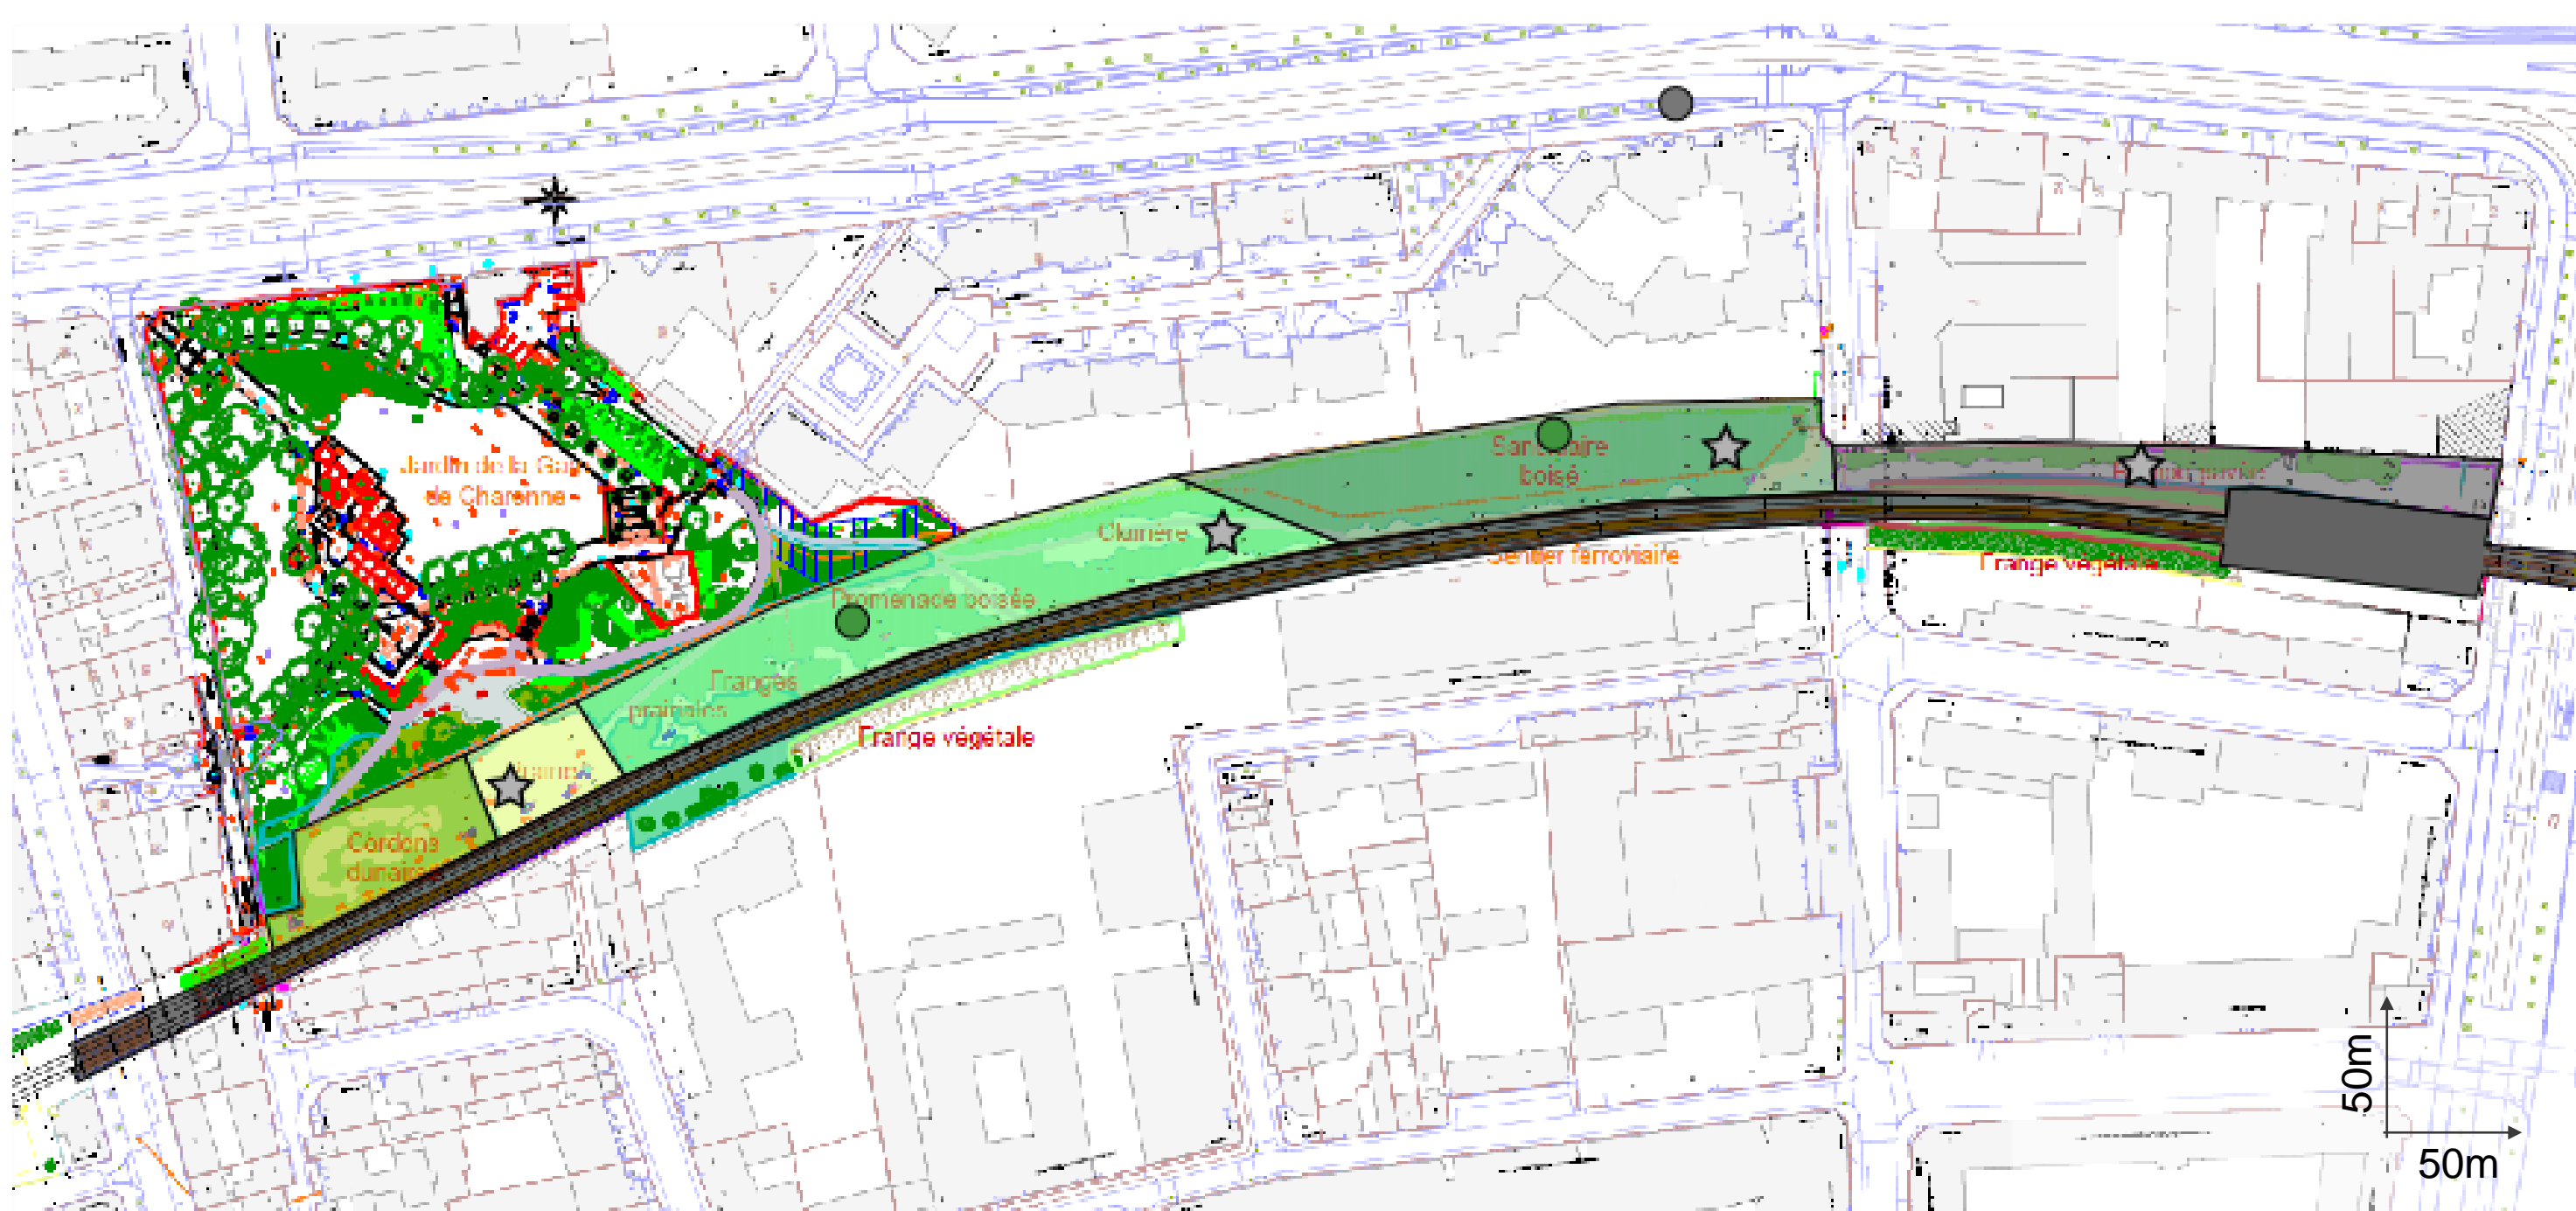 Jardin de la Gare
de Charonne
Sanctuaire
boisé
Clairière
Sentier ferroviaire
Frange végétale
Promenade boisée
Franges
prairiales
Frange végétale
Cordons
dunaires
50m
50m